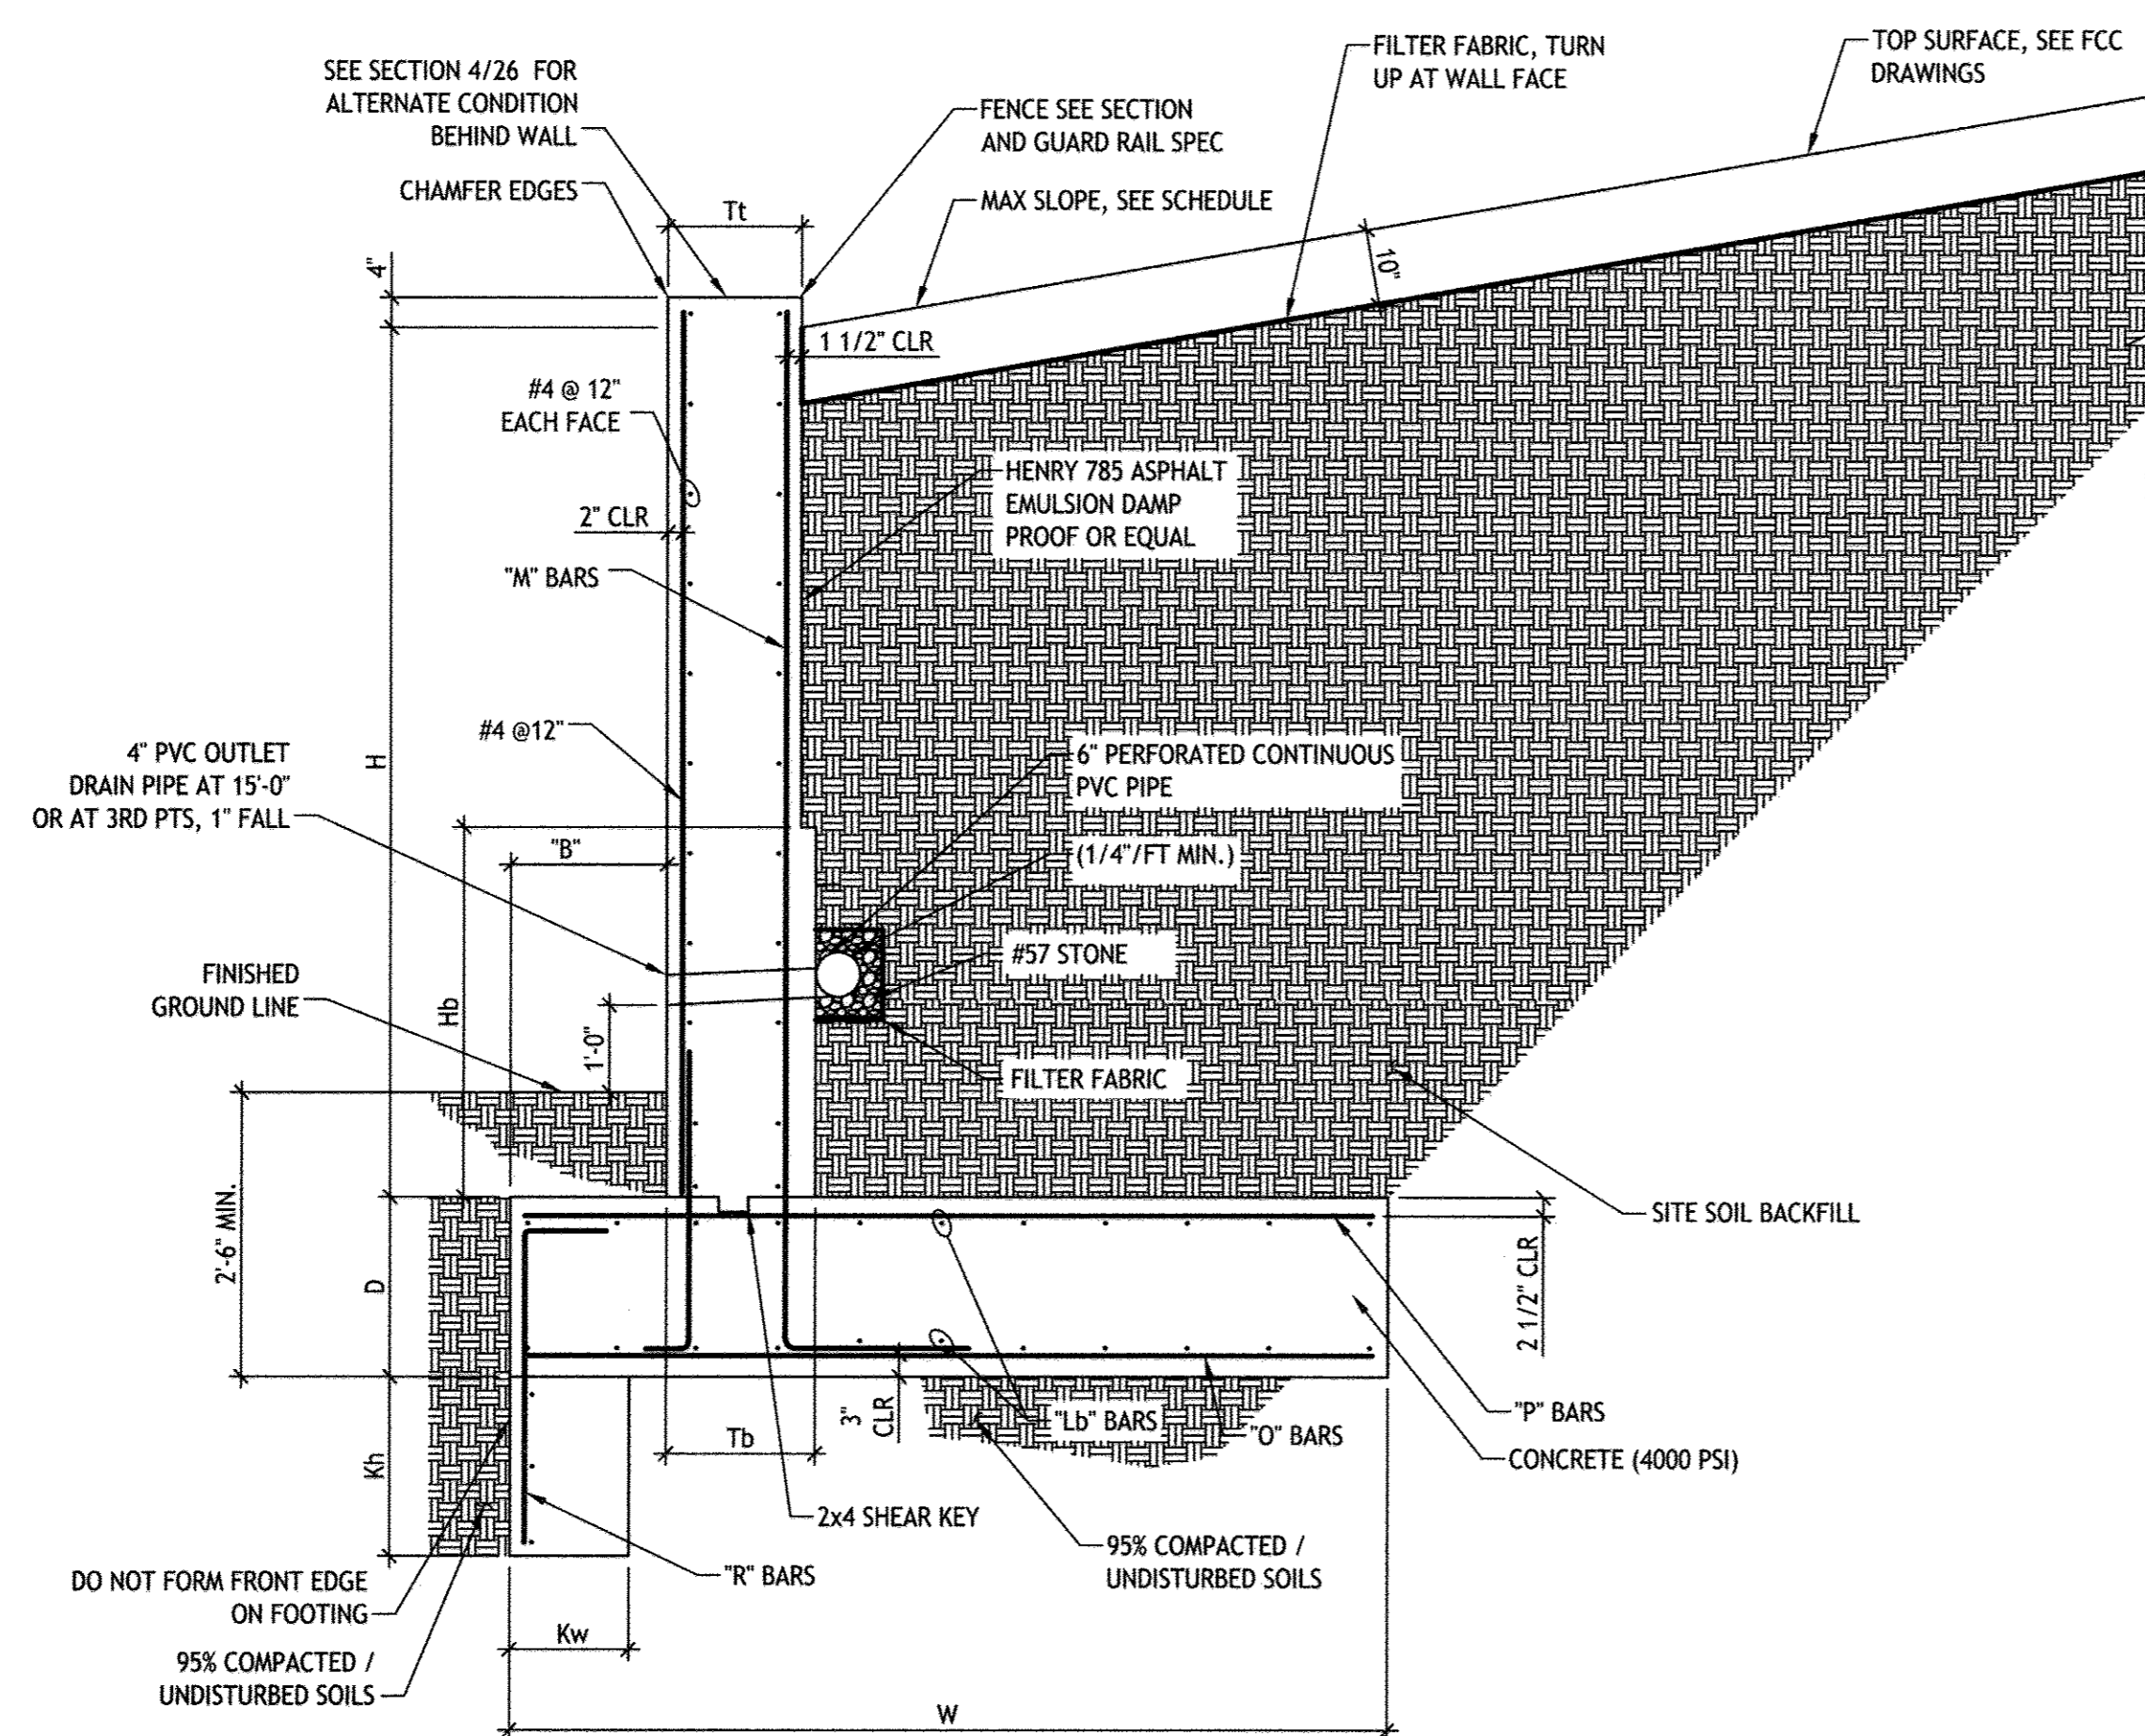 SEE SECTION 4/26 FOR
ALTERNATE CONDITION
BEHIND WALL
CHAMFER EDGES
Tt
FENCE SEE SECTION
AND GUARD RAIL SPEC
MAX SLOPE, SEE SCHEDULE
FILTER FABRIC, TURN
UP AT WALL FACE
TOP SURFACE, SEE FCC
DRAWINGS
4"
10"
1 1/2" CLR
#4 @ 12"
EACH FACE
2" CLR
"M" BARS
HENRY 785 ASPHALT
EMULSION DAMP
PROOF OR EQUAL
#4 @12"
4" PVC OUTLET
DRAIN PIPE AT 15'-0"
OR AT 3RD PTS, 1" FALL
H
6" PERFORATED CONTINUOUS
PVC PIPE
"B"
(1/4"/FT MIN.)
#57 STONE
FINISHED
GROUND LINE
Hb
1'-0"
FILTER FABRIC
2'-6" MIN.
D
SITE SOIL BACKFILL
2 1/2" CLR
"P" BARS
"Lb" BARS
"O" BARS
3"
CLR
Tb
CONCRETE (4000 PSI)
Kh
2x4 SHEAR KEY
95% COMPACTED /
UNDISTURBED SOILS
"R" BARS
DO NOT FORM FRONT EDGE
ON FOOTING
Kw
95% COMPACTED /
UNDISTURBED SOILS
W